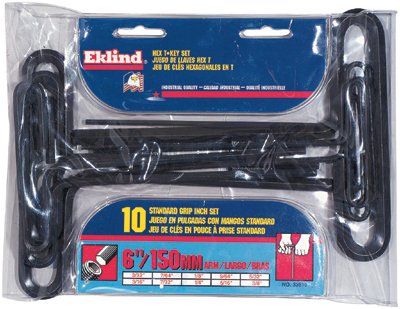 Eklind
HEX T•KEY SET
JUEGO DE LLAVES HEX T
JEU DE CLÉS HEXAGONALES EN T
INDUSTRIAL QUALITY - CALIDAD INDUSTRIAL - QUALITÉ INDUSTRIELLE
10 STANDARD GRIP INCH SET
JUEGO EN PULGADAS CON MANGOS STANDARD
JEU DE CLÉS EN POUCE À PRISE STANDARD
6"/150MM ARM/LARGO/BRAS
3/32" 7/64" 1/8" 9/64" 5/32"
3/16" 7/32" 1/4" 5/16" 3/8"